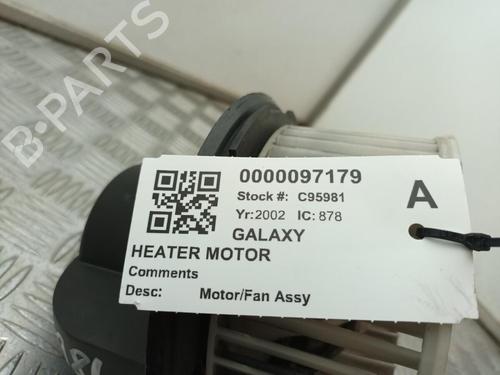 B-PARTS
0000097179
Stock #: C95981
A
Yr: 2002 IC: 878
GALAXY
HEATER MOTOR
Comments
Desc: Motor/Fan Assy